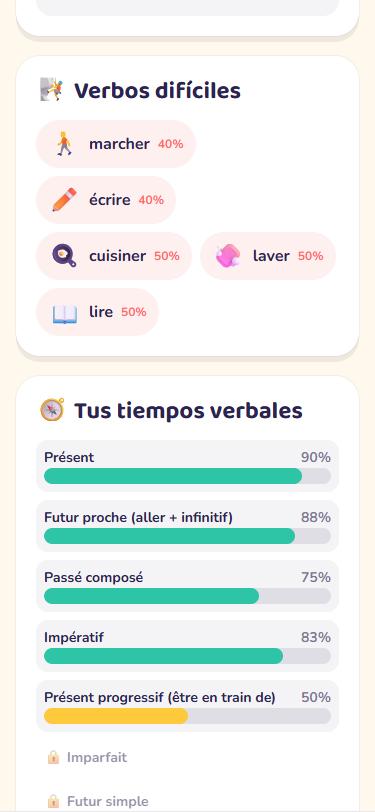 Verbos difíciles
marcher 40%
écrire 40%
cuisiner 50% laver 50%
lire 50%
Tus tiempos verbales
Présent 90%
Futur proche (aller + infinitif) 88%
Passé composé 75%
Impératif 83%
Présent progressif (être en train de) 50%
Imparfait
Futur simple